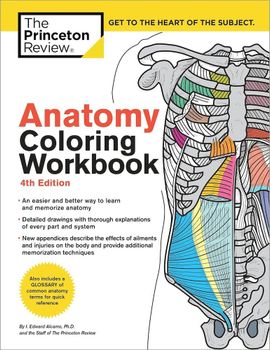 The
Princeton
Review®
GET TO THE HEART OF THE SUBJECT.
Anatomy
Coloring
Workbook
4th Edition
• An easier and better way to learn
and memorize anatomy
• Detailed drawings with thorough explanations
of every part and system
• New appendices describe the effects of ailments
and injuries on the body and provide additional
memorization techniques
Also includes a
GLOSSARY of
common anatomy
terms for quick
reference
By I. Edward Alcamo, Ph.D.
and the Staff of The Princeton Review